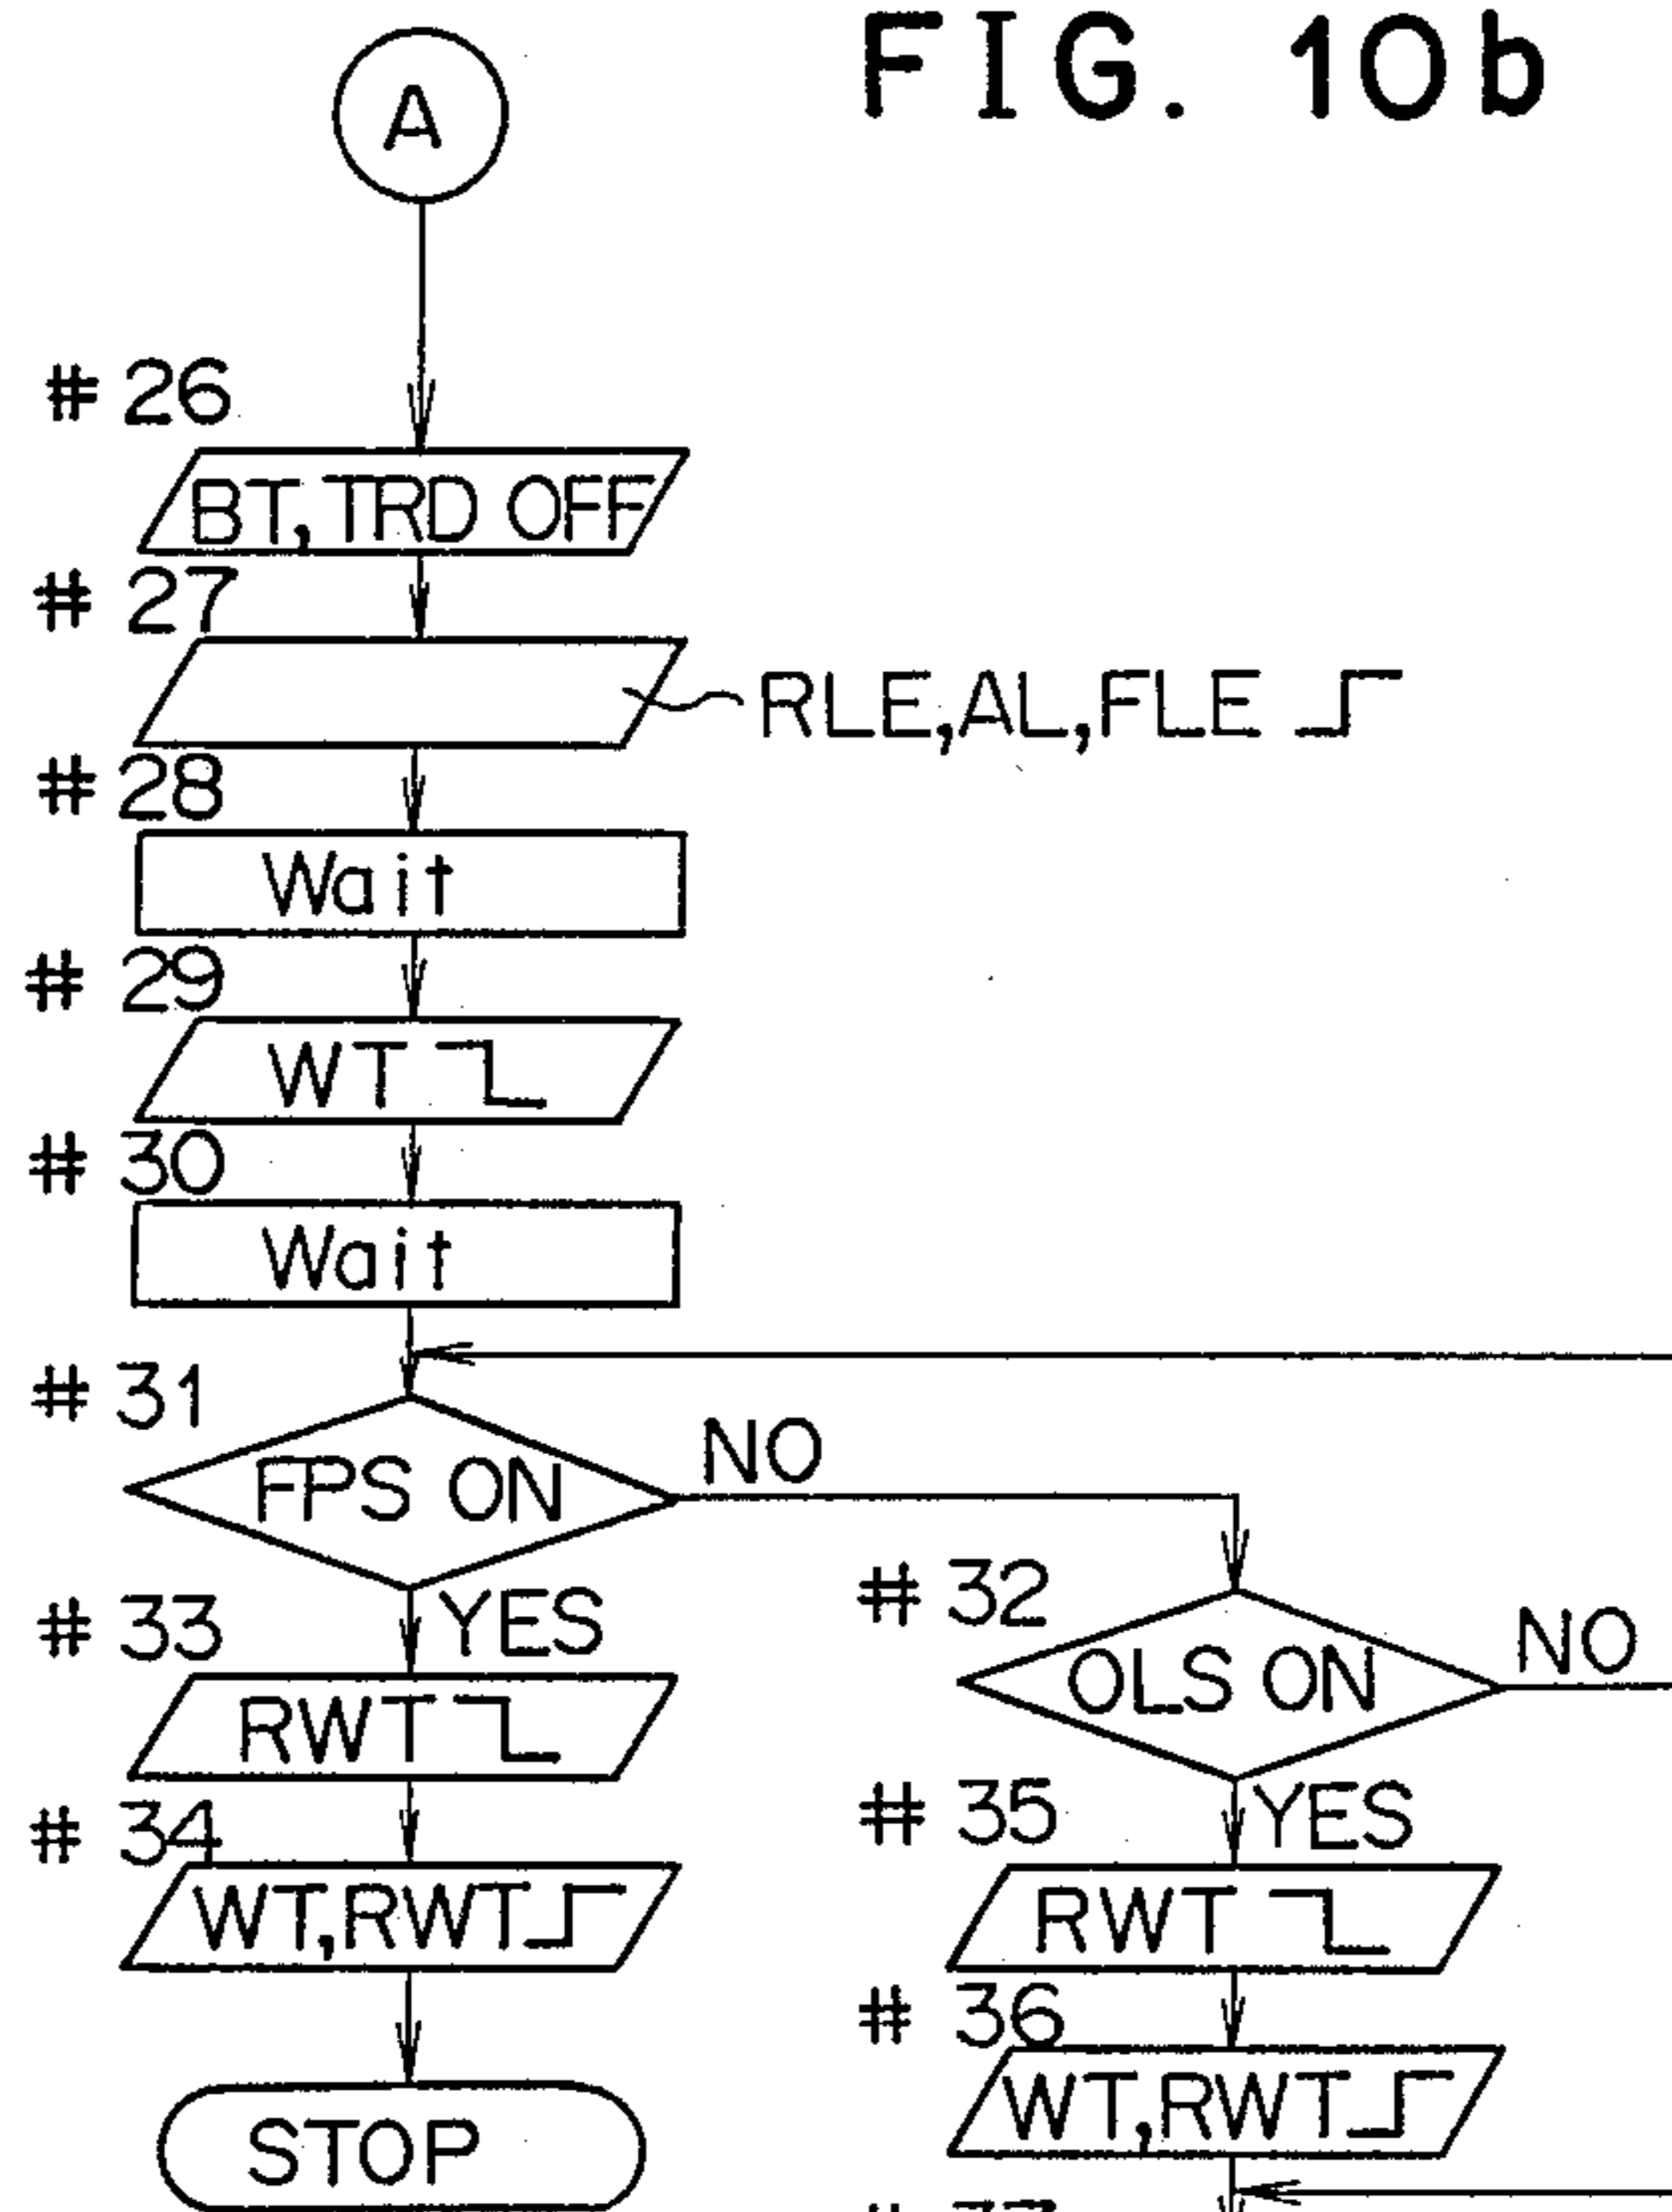 FIG. 10b
A
# 26
BT,TRD OFF
# 27
RLE,AL,FLE
# 28
Wait
# 29
WT
# 30
Wait
# 31
FPS ON
NO
# 33
YES
RWT
# 34
WT,RWT
STOP
# 32
OLS ON
NO
# 35
YES
RWT
# 36
WT,RWT